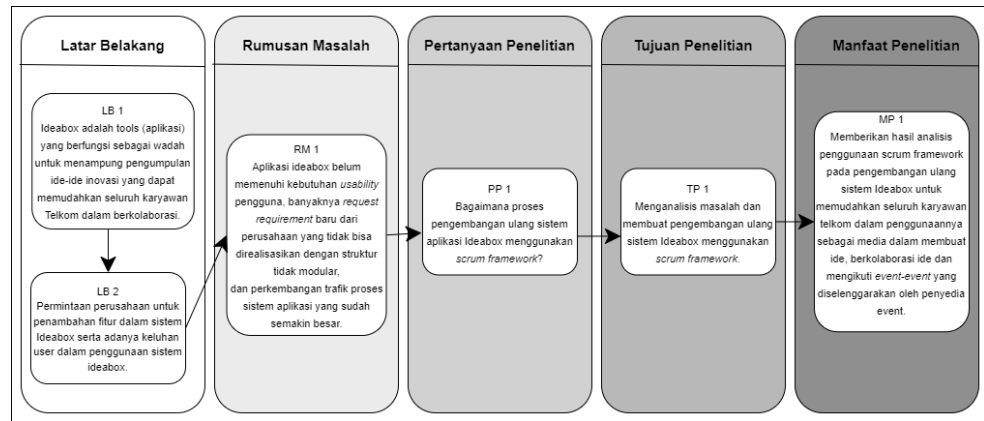 Latar Belakang
LB 1
Ideabox adalah tools (aplikasi)
yang berfungsi sebagai wadah
untuk menampung pengumpulan
ide-ide inovasi yang dapat
memudahkan seluruh karyawan
Telkom dalam berkolaborasi.
LB 2
Permintaan perusahaan untuk
penambahan fitur dalam sistem
Ideabox serta adanya keluhan
user dalam penggunaan sistem
ideabox.
Rumusan Masalah
RM 1
Aplikasi ideabox belum
memenuhi kebutuhan usability
pengguna, banyaknya request
requirement baru dari
perusahaan yang tidak bisa
direalisasikan dengan struktur
tidak modular,
dan perkembangan trafik proses
sistem aplikasi yang sudah
semakin besar.
Pertanyaan Penelitian
PP 1
Bagaimana proses
pengembangan ulang sistem
aplikasi Ideabox menggunakan
scrum framework?
Tujuan Penelitian
TP 1
Menganalisis masalah dan
membuat pengembangan ulang
sistem Ideabox menggunakan
scrum framework.
Manfaat Penelitian
MP 1
Memberikan hasil analisis
penggunaan scrum framework
pada pengembangan ulang
sistem Ideabox untuk
memudahkan seluruh karyawan
telkom dalam penggunaannya
sebagai media dalam membuat
ide, berkolaborasi ide dan
mengikuti event-event yang
diselenggarakan oleh penyedia
event.